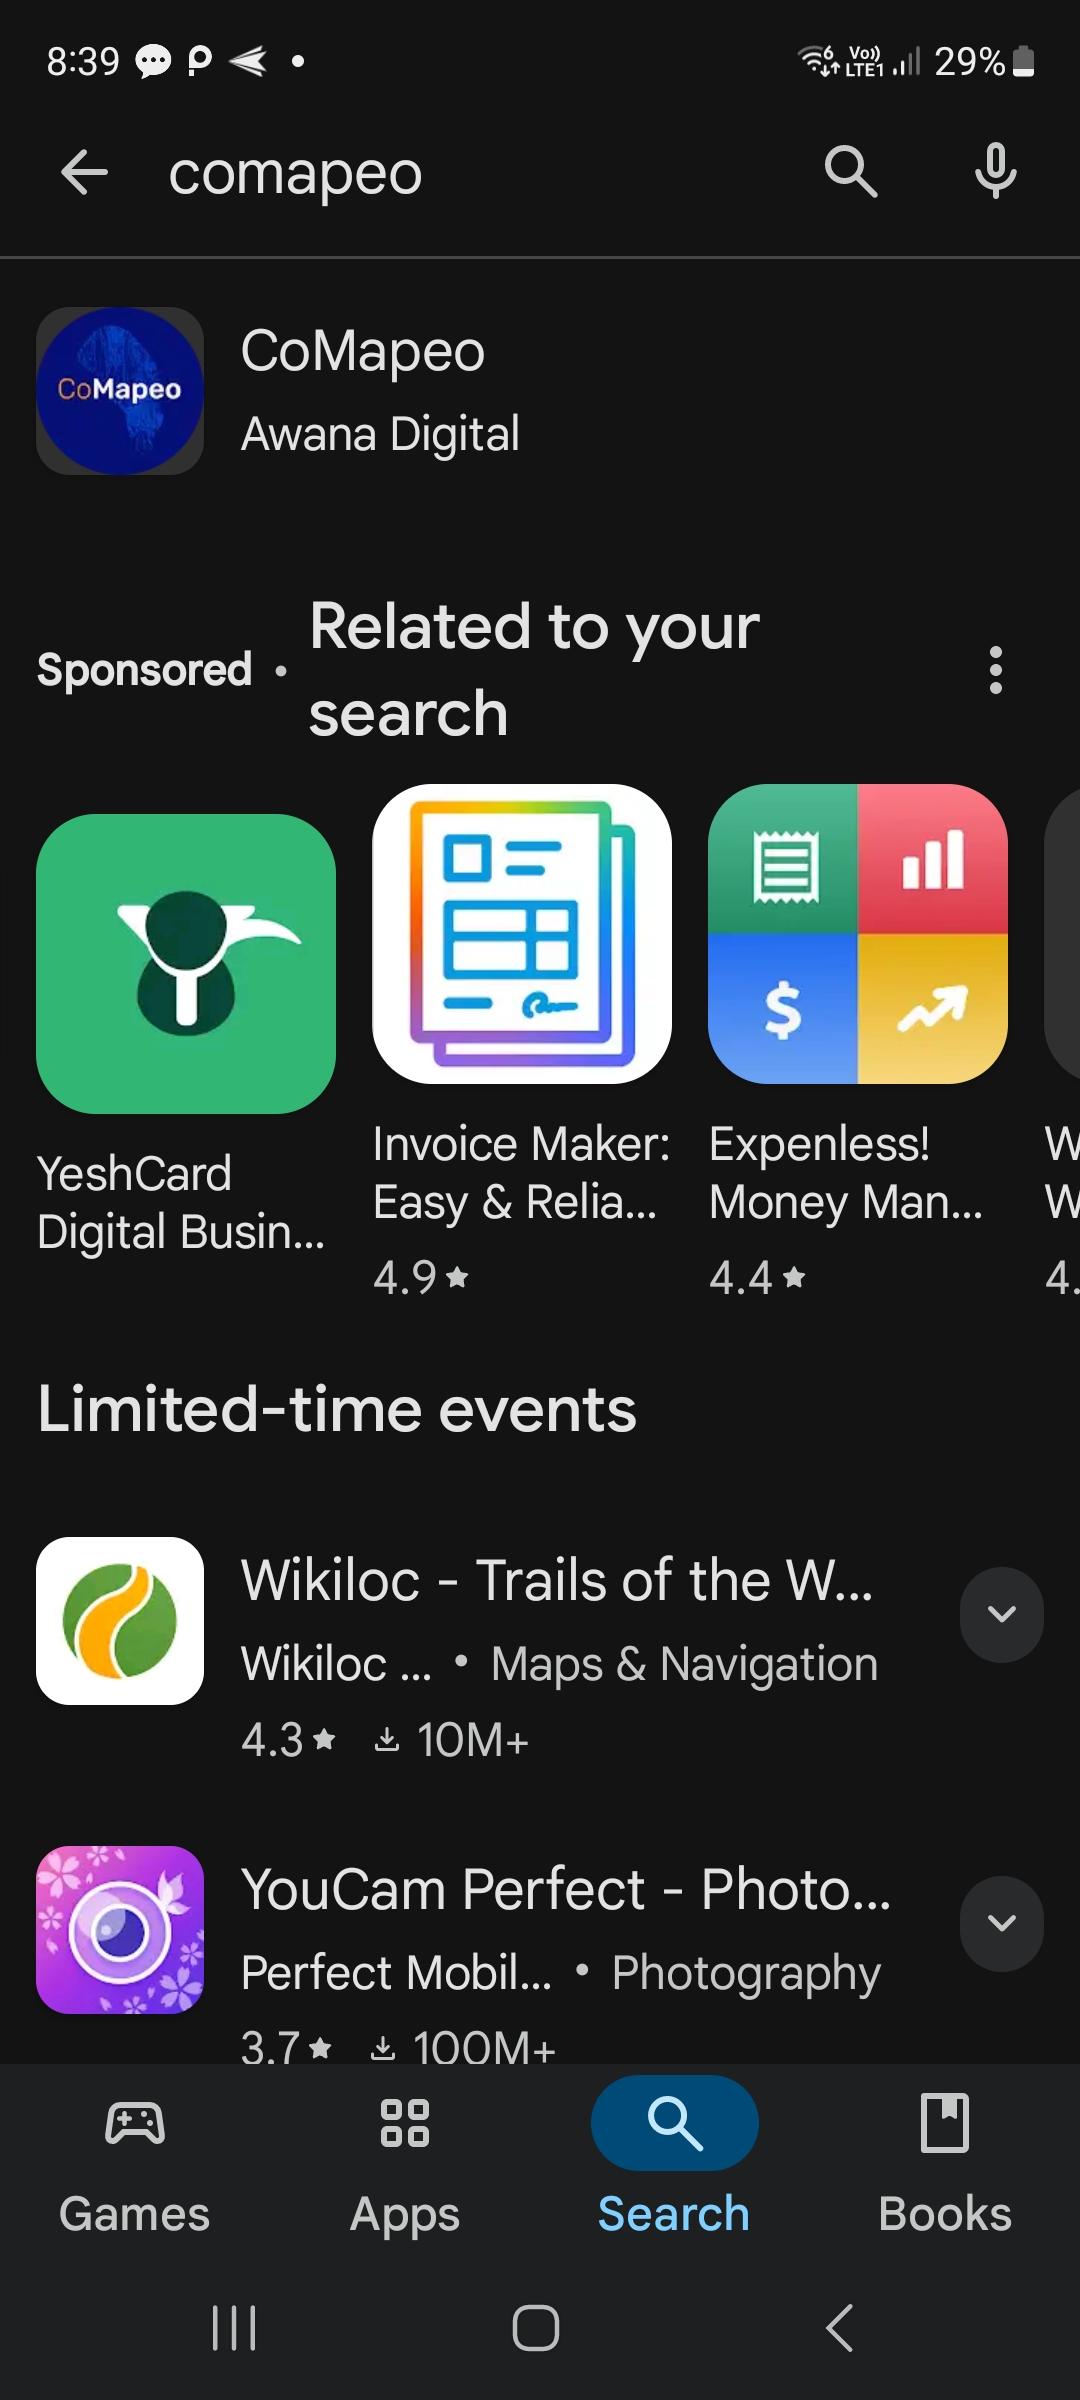 8:39
6 Vo)) LTE1 29%
comapeo
CoMapeo
CoMapeo
Awana Digital
Sponsored • Related to your
search
YeshCard
Digital Busin...
Invoice Maker:
Easy & Relia...
4.9★
Expenless!
Money Man...
4.4★
W
W
4.
Limited-time events
Wikiloc - Trails of the W...
Wikiloc ... • Maps & Navigation
4.3★ 10M+
YouCam Perfect - Photo...
Perfect Mobil... • Photography
3.7★ 100M+
Games
Apps
Search
Books